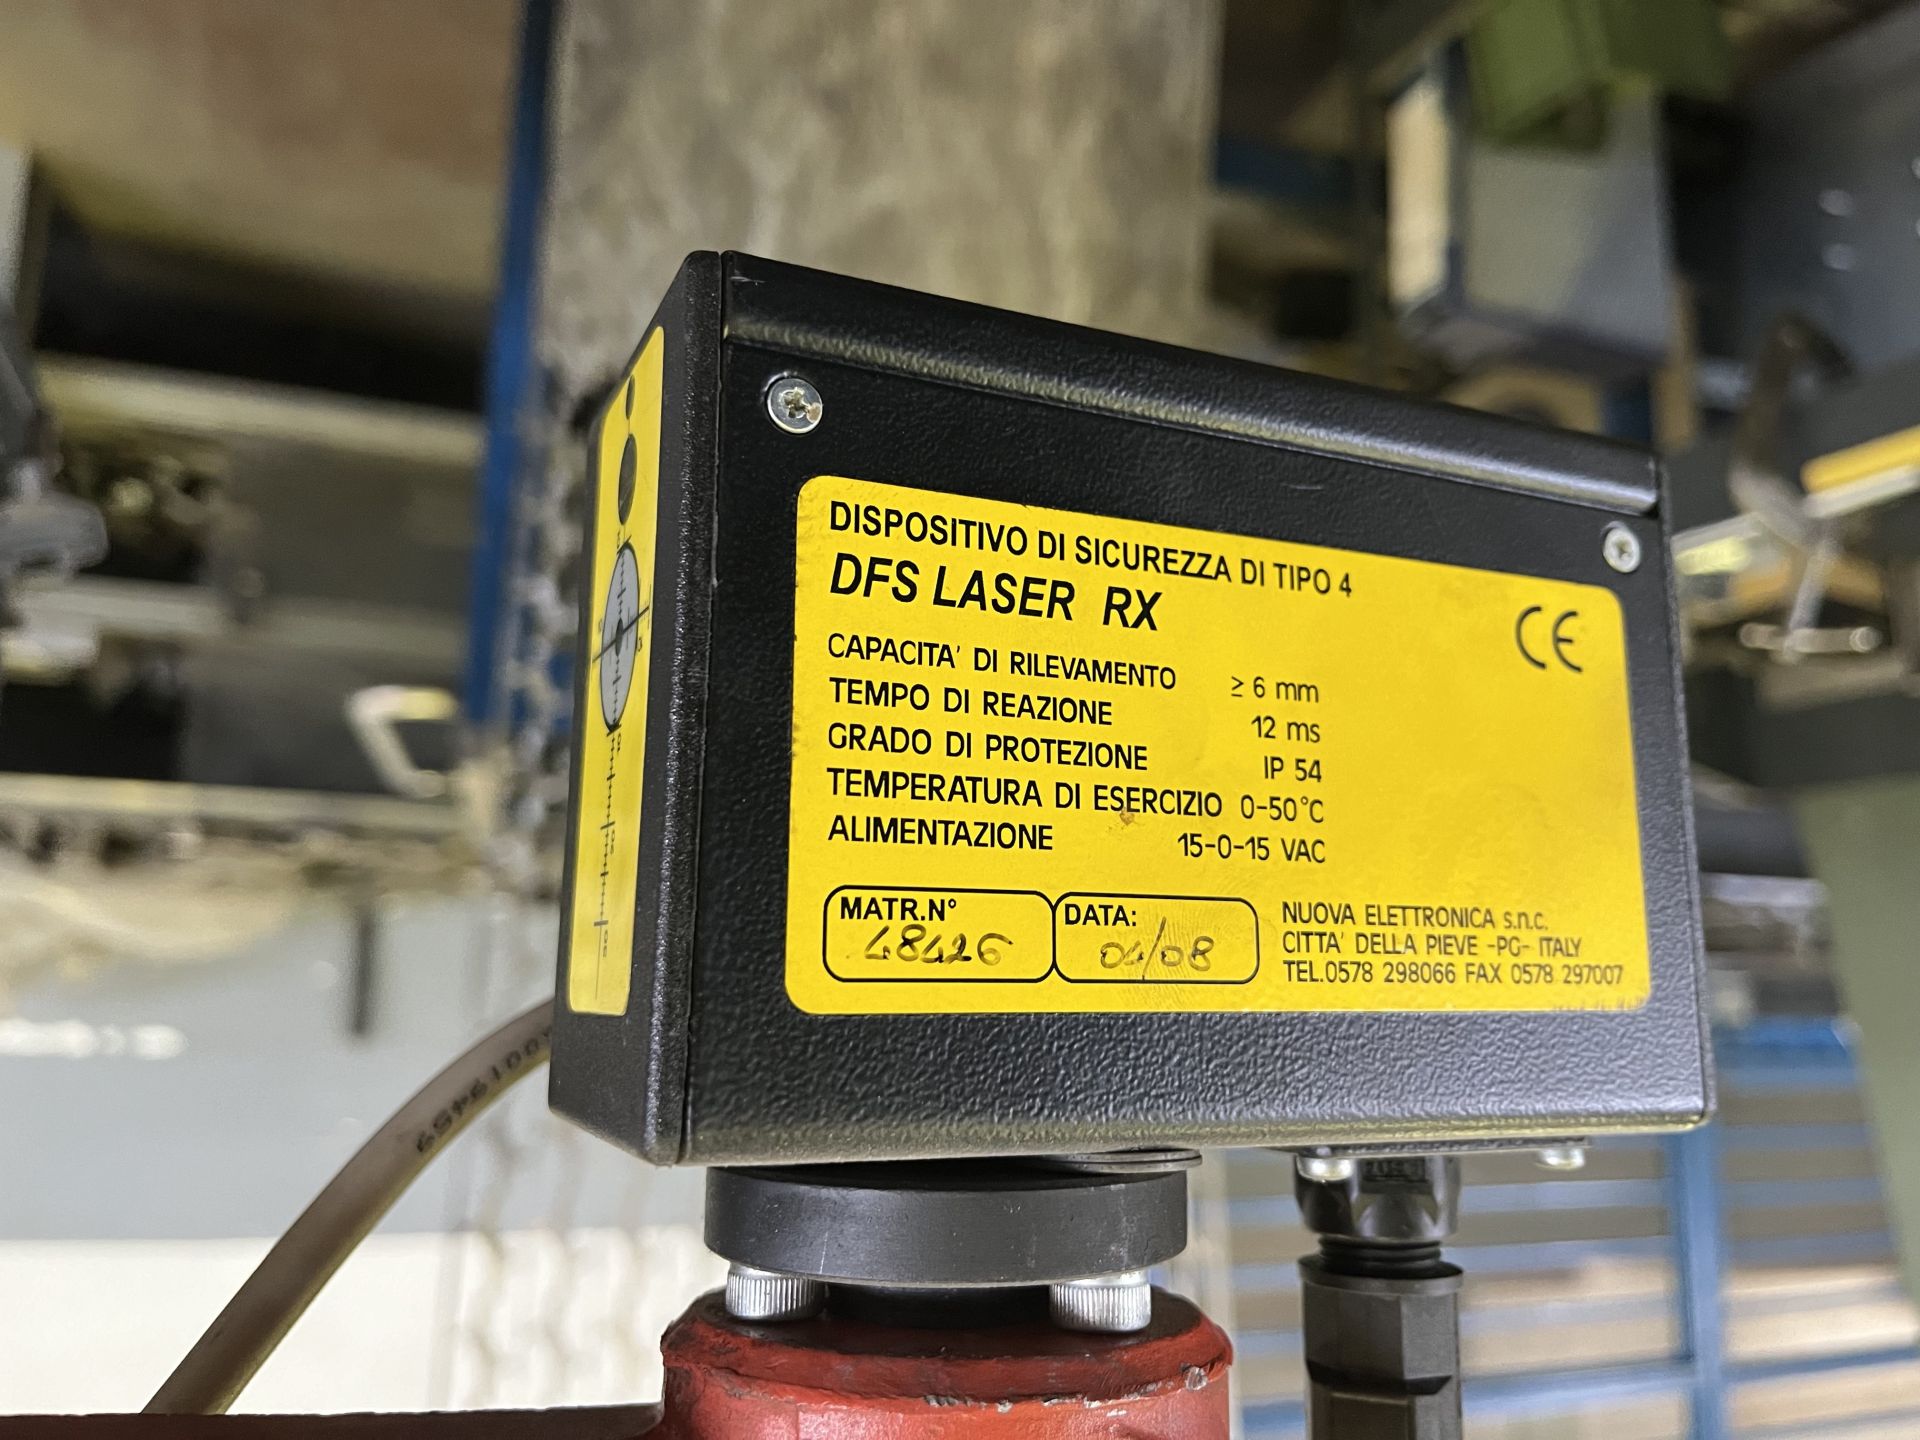 DISPOSITIVO DI SICUREZZA DI TIPO 4
DFS LASER RX
CE
CAPACITA' DI RILEVAMENTO ≥ 6 mm
TEMPO DI REAZIONE 12 ms
GRADO DI PROTEZIONE IP 54
TEMPERATURA DI ESERCIZIO 0-50°C
ALIMENTAZIONE 15-0-15 VAC
MATR.N° 48426
DATA: 04/08
NUOVA ELETTRONICA s.n.c.
CITTA' DELLA PIEVE -PG- ITALY
TEL.0578 298066 FAX 0578 297007